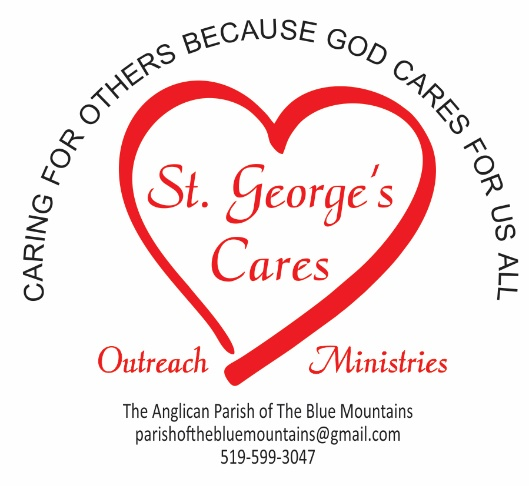 CARING FOR OTHERS BECAUSE GOD CARES FOR US ALL
St. George's
Cares
Outreach Ministries
The Anglican Parish of The Blue Mountains
parishofthebluemountains@gmail.com
519-599-3047